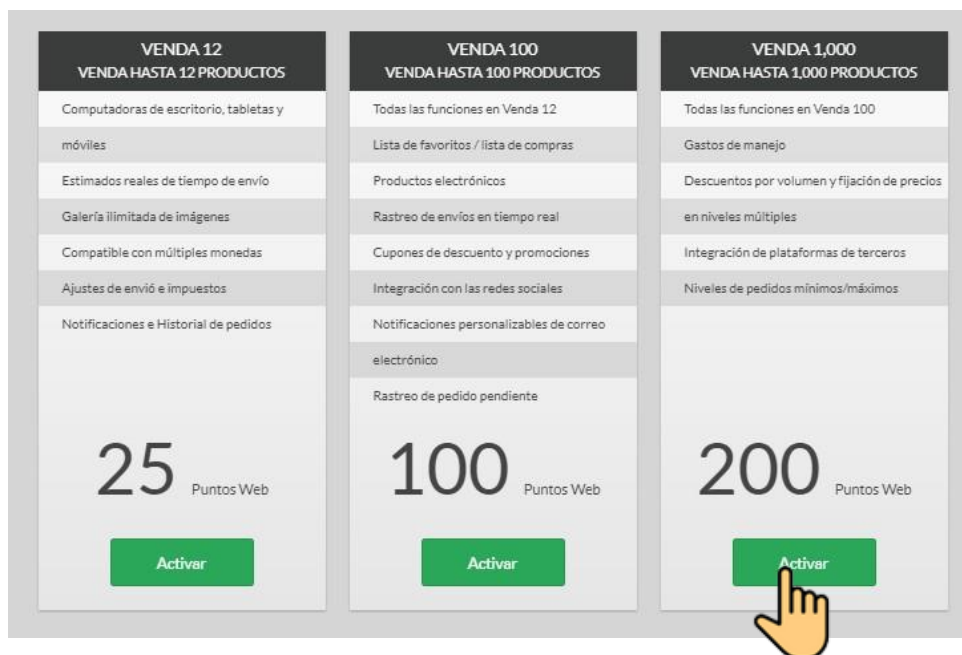 VENDA 12
VENDA HASTA 12 PRODUCTOS
Computadoras de escritorio, tabletas y
móviles
Estimados reales de tiempo de envío
Galería ilimitada de imágenes
Compatible con múltiples monedas
Ajustes de envió e impuestos
Notificaciones e Historial de pedidos
25 Puntos Web
Activar
VENDA 100
VENDA HASTA 100 PRODUCTOS
Todas las funciones en Venda 12
Lista de favoritos / lista de compras
Productos electrónicos
Rastreo de envíos en tiempo real
Cupones de descuento y promociones
Integración con las redes sociales
Notificaciones personalizables de correo
electrónico
Rastreo de pedido pendiente
100 Puntos Web
Activar
VENDA 1,000
VENDA HASTA 1,000 PRODUCTOS
Todas las funciones en Venda 100
Gastos de manejo
Descuentos por volumen y fijación de precios
en niveles múltiples
Integración de plataformas de terceros
Niveles de pedidos mínimos/máximos
200 Puntos Web
Activar